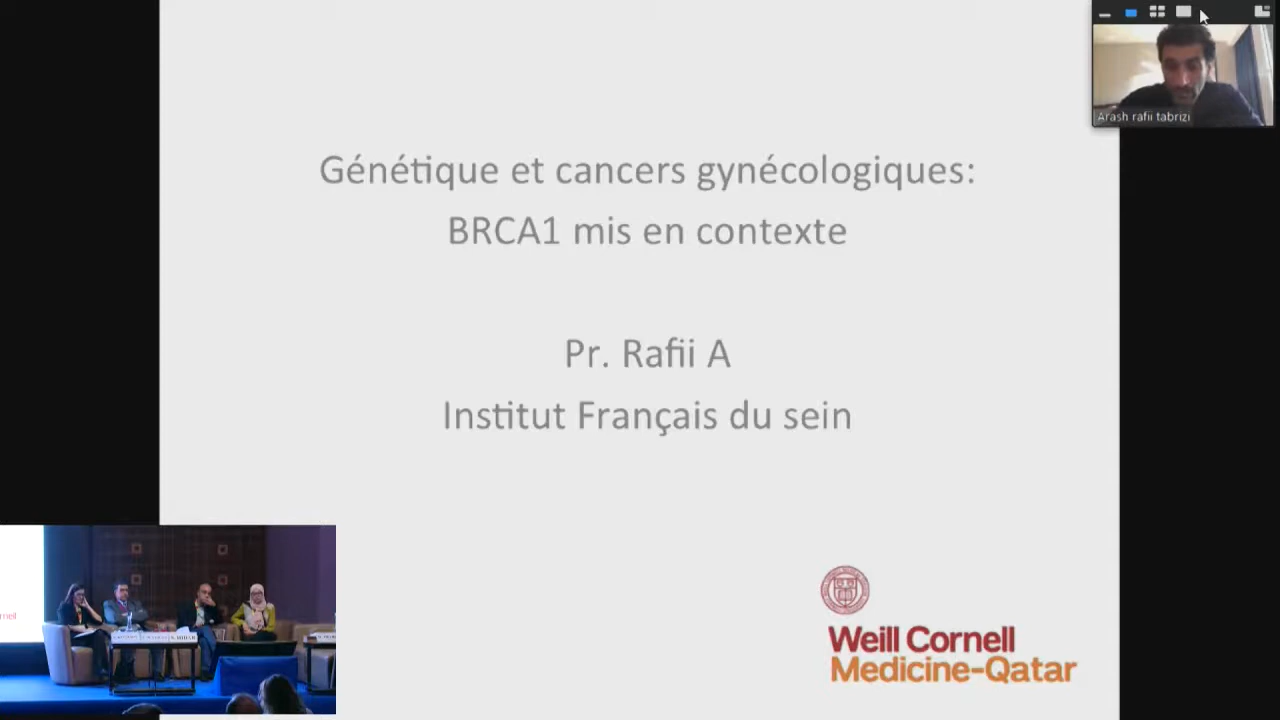 Génétique et cancers gynécologiques:
BRCA1 mis en contexte
Pr. Rafii A
Institut Français du sein
Weill Cornell
Medicine-Qatar
Arash rafii tabrizi